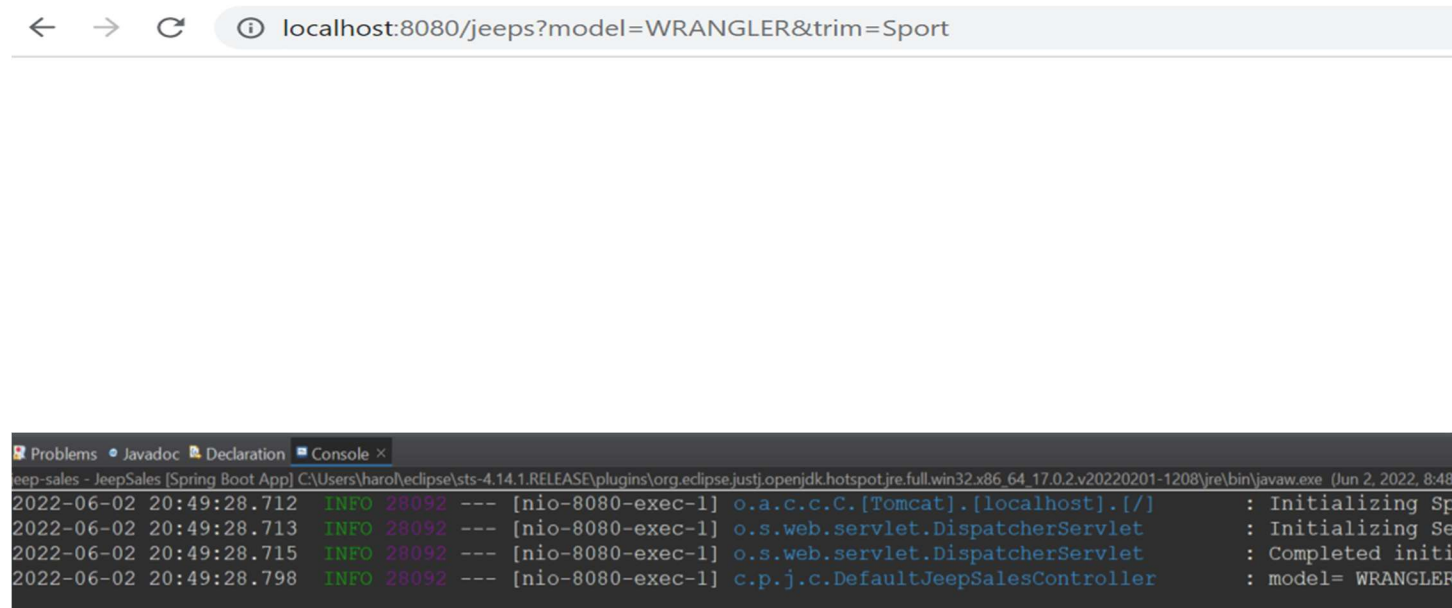 localhost:8080/jeeps?model=WRANGLER&trim=Sport
Problems Javadoc Declaration Console ×
eep-sales - JeepSales [Spring Boot App] C:\Users\harol\eclipse\sts-4.14.1.RELEASE\plugins\org.eclipse.justj.openjdk.hotspot.jre.full.win32.x86_64_17.0.2.v20220201-1208\jre\bin\javaw.exe (Jun 2, 2022, 8:48
2022-06-02 20:49:28.712 INFO 28092 --- [nio-8080-exec-1] o.a.c.c.C.[Tomcat].[localhost].[/] : Initializing Sp
2022-06-02 20:49:28.713 INFO 28092 --- [nio-8080-exec-1] o.s.web.servlet.DispatcherServlet : Initializing Se
2022-06-02 20:49:28.715 INFO 28092 --- [nio-8080-exec-1] o.s.web.servlet.DispatcherServlet : Completed initi
2022-06-02 20:49:28.798 INFO 28092 --- [nio-8080-exec-1] c.p.j.c.DefaultJeepSalesController : model= WRANGLER